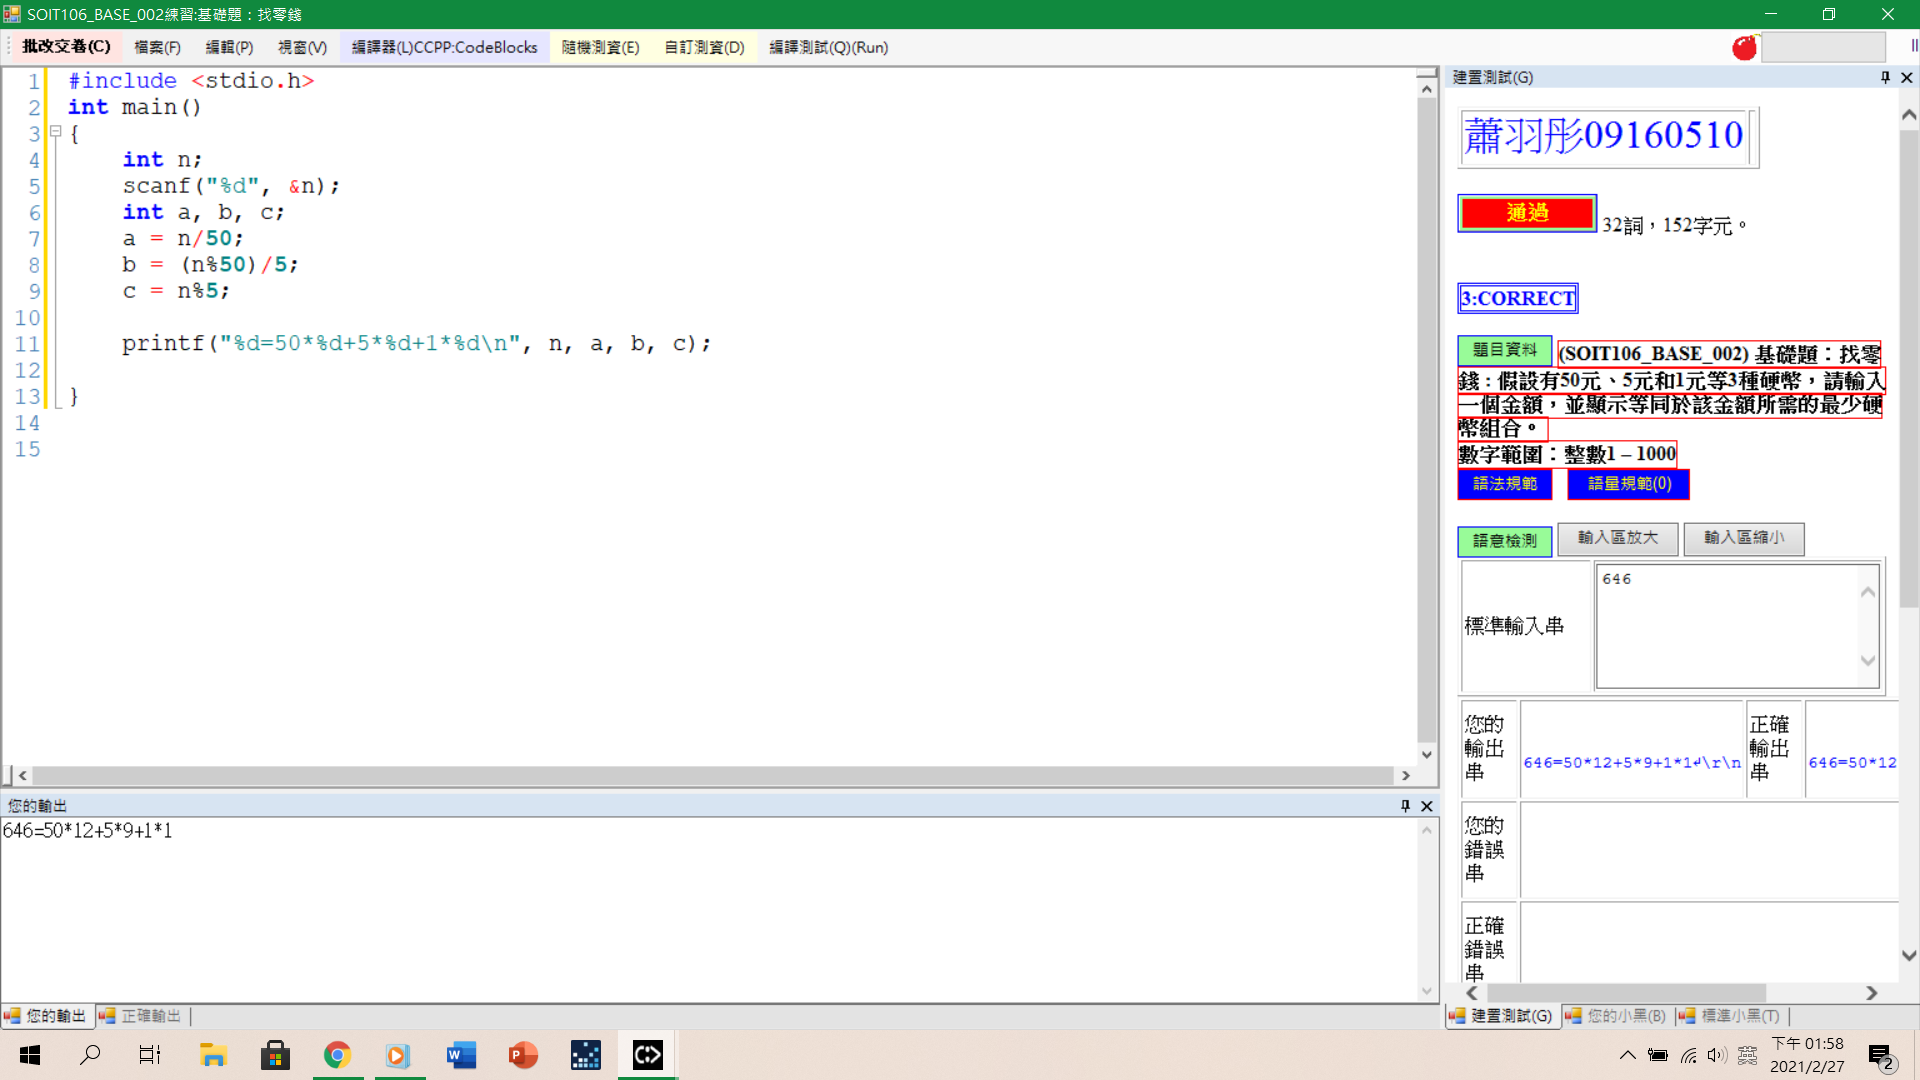 SOIT106_BASE_002練習:基礎題：找零錢
批改交卷(C) 檔案(F) 編輯(P) 視窗(V) 編譯器(L)CCPP:CodeBlocks 隨機測資(E) 自訂測資(D) 編譯測試(Q)(Run)
1 #include <stdio.h>
2 int main()
3 {
4 int n;
5 scanf("%d", &n);
6 int a, b, c;
7 a = n/50;
8 b = (n%50)/5;
9 c = n%5;
10
11 printf("%d=50*%d+5*%d+1*%d\n", n, a, b, c);
12
13 }
14
15
您的輸出
646=50*12+5*9+1*1
您的輸出 正確輸出
建置測試(G)
蕭羽彤09160510
通過 32詞，152字元。
3:CORRECT
題目資料 (SOIT106_BASE_002) 基礎題：找零
錢：假設有50元、5元和1元等3種硬幣，請輸入
一個金額，並顯示等同於該金額所需的最少硬
幣組合。
數字範圍：整數1 – 1000
語法規範 語量規範(0)
語意檢測 輸入區放大 輸入區縮小
標準輸入串 646
您的輸出串 646=50*12+5*9+1*1↵\r\n 正確輸出串 646=50*12
您的錯誤串
正確錯誤串
建置測試(G) 您的小黑(B) 標準小黑(T)
英
下午 01:58
2021/2/27
2